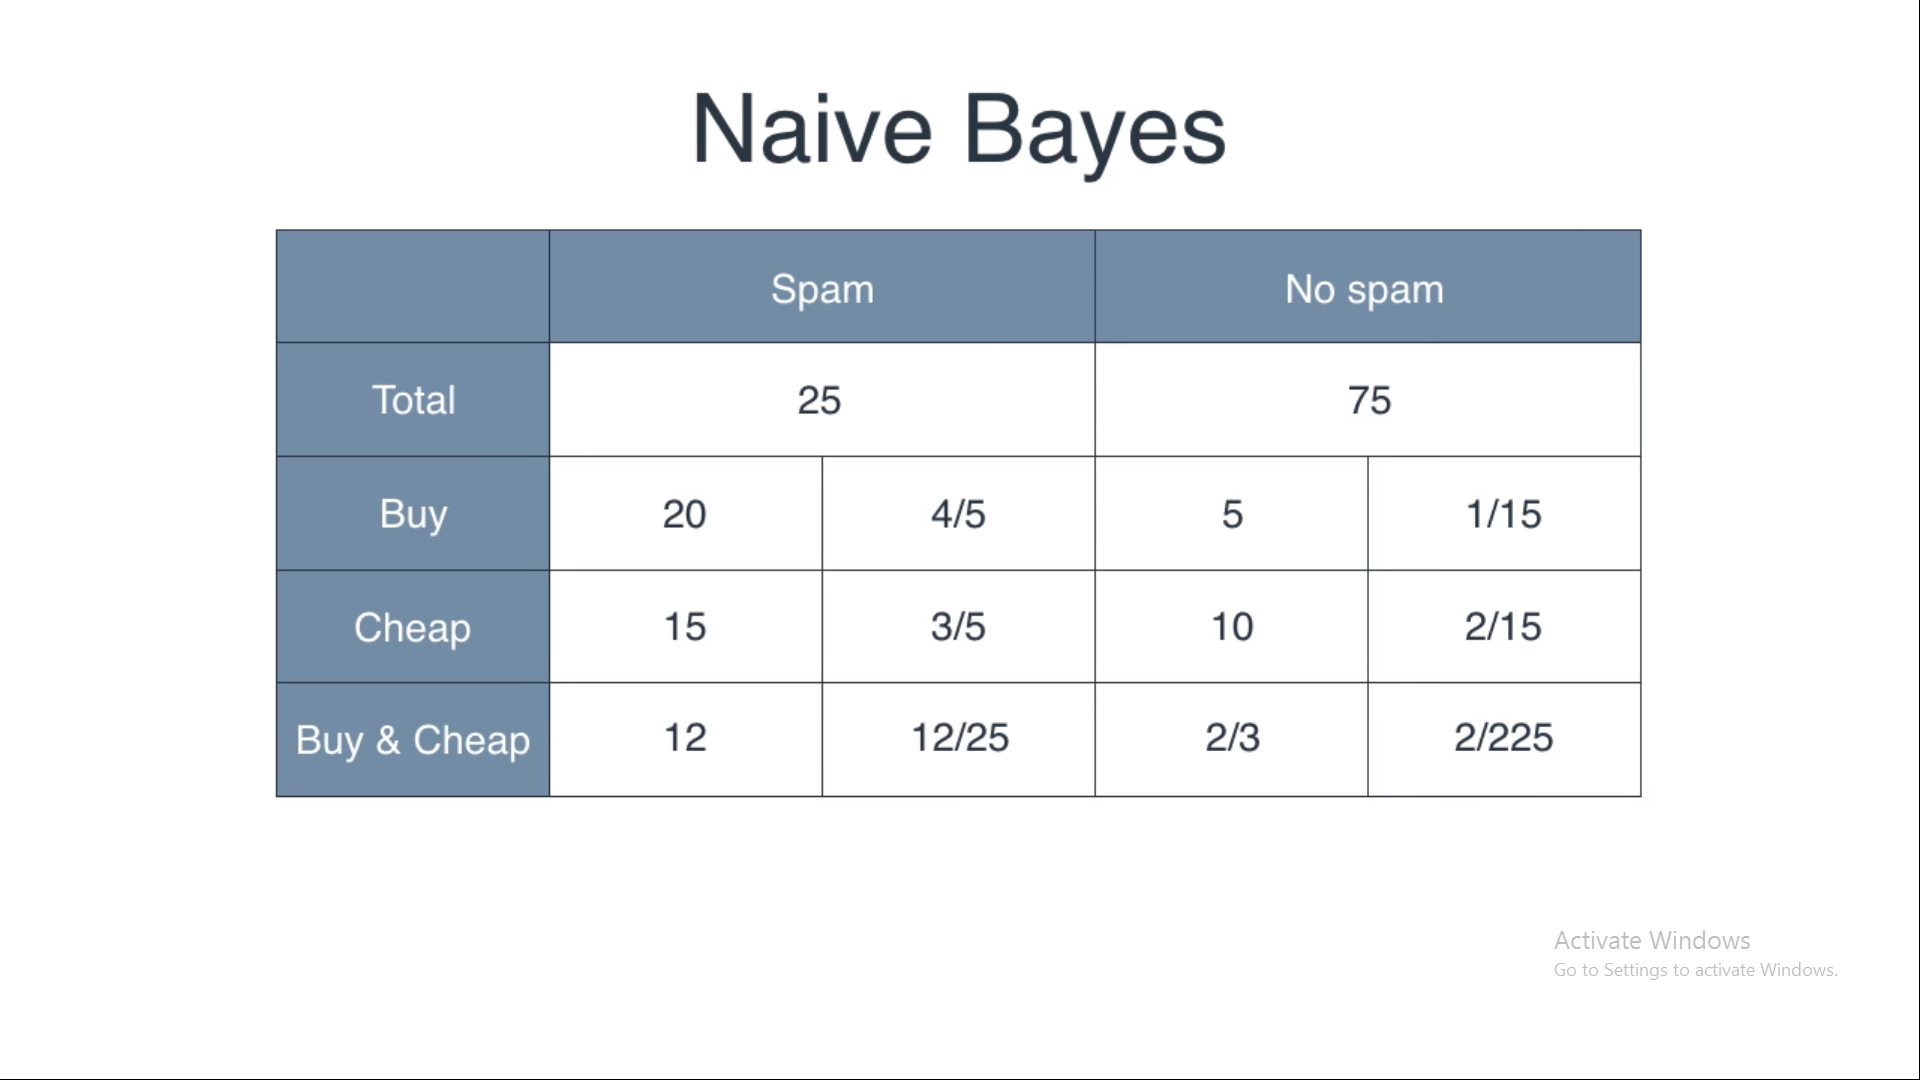 Naive Bayes
Spam No spam
Total 25 75
Buy 20 4/5 5 1/15
Cheap 15 3/5 10 2/15
Buy & Cheap 12 12/25 2/3 2/225
Activate Windows
Go to Settings to activate Windows.